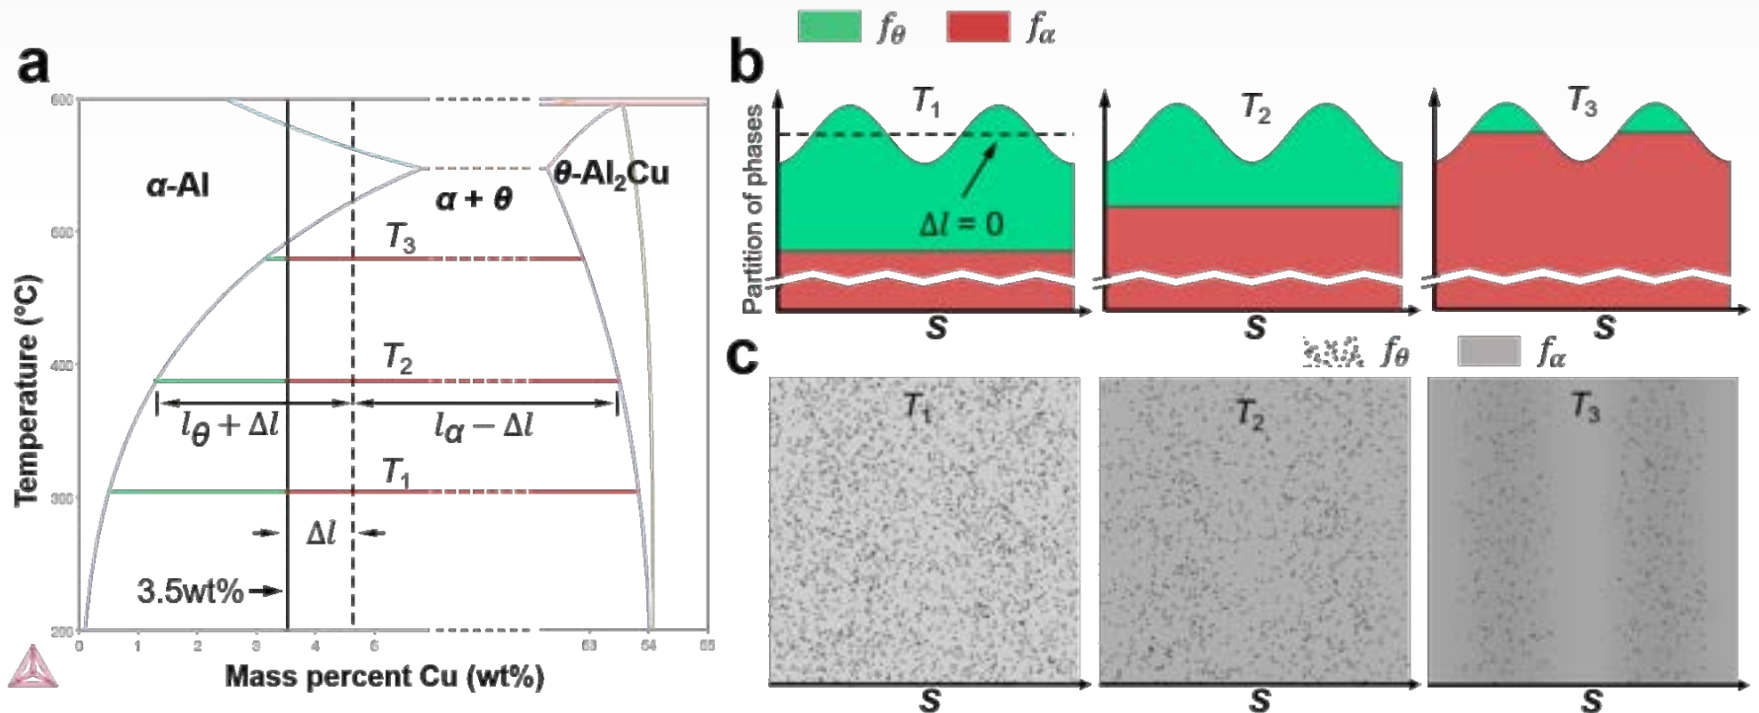 a
600
600
400
300
200
0 1 2 3 4 6 53 54 55
Temperature (°C)
Mass percent Cu (wt%)
α-Al
α + θ
θ-Al₂Cu
T₃
T₂
lθ + Δl
lα − Δl
T₁
Δl
3.5wt%
fθ fα
b
Partition of phases
T₁ T₂ T₃
Δl = 0
S S S
c
fθ fα
T₁ T₂ T₃
S S S